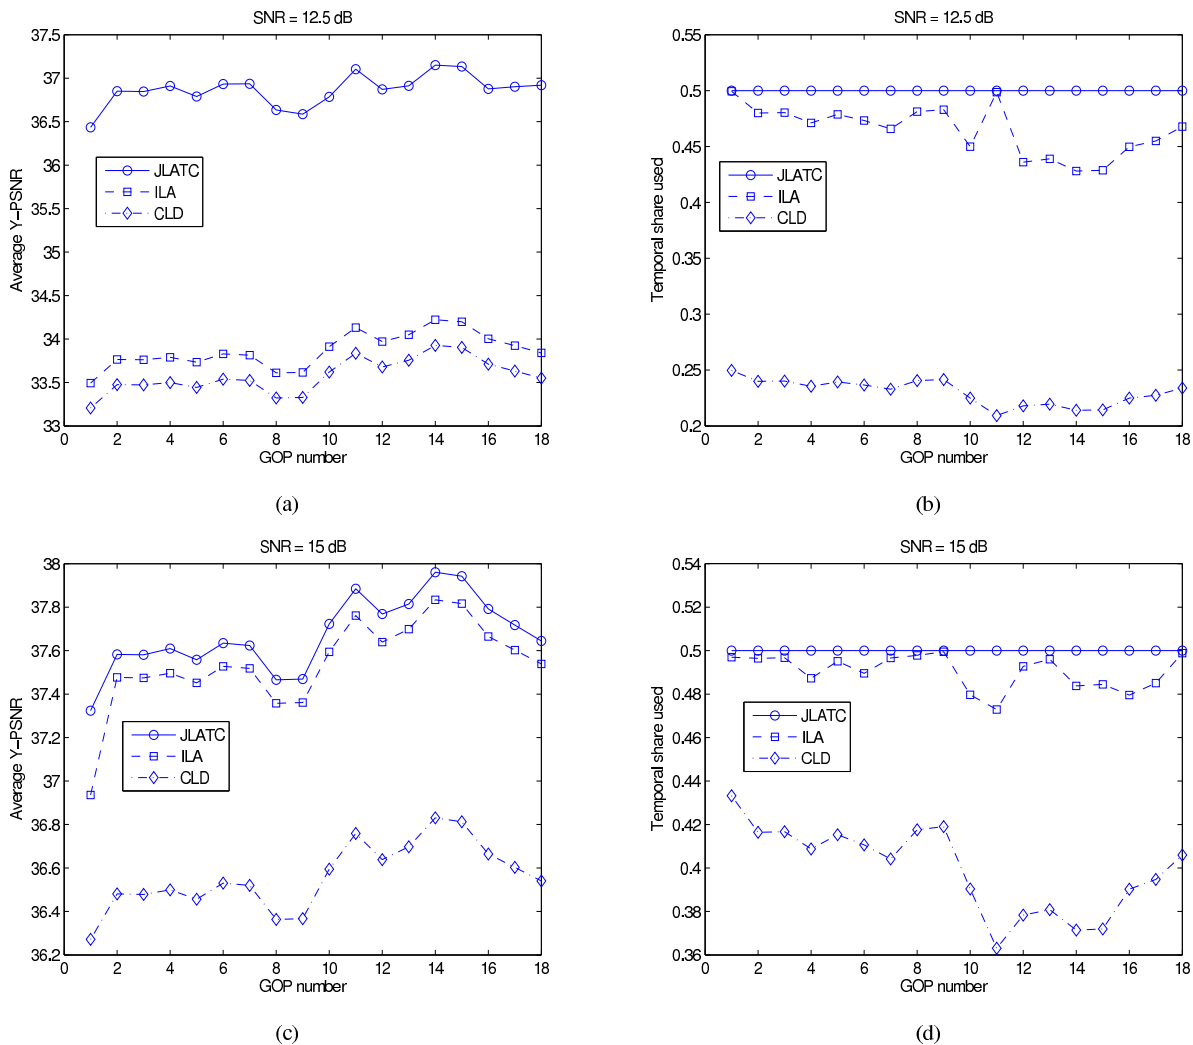 SNR = 12.5 dB
37.5
37
36.5
36
35.5
35
34.5
34
33.5
33
Average Y-PSNR
JLATC
ILA
CLD
0 2 4 6 8 10 12 14 16 18
GOP number
(a)
SNR = 12.5 dB
0.55
0.5
0.45
0.4
0.35
0.3
0.25
0.2
Temporal share used
JLATC
ILA
CLD
0 2 4 6 8 10 12 14 16 18
GOP number
(b)
SNR = 15 dB
38
37.8
37.6
37.4
37.2
37
36.8
36.6
36.4
36.2
Average Y-PSNR
JLATC
ILA
CLD
0 2 4 6 8 10 12 14 16 18
GOP number
(c)
SNR = 15 dB
0.54
0.52
0.5
0.48
0.46
0.44
0.42
0.4
0.38
0.36
Temporal share used
JLATC
ILA
CLD
0 2 4 6 8 10 12 14 16 18
GOP number
(d)